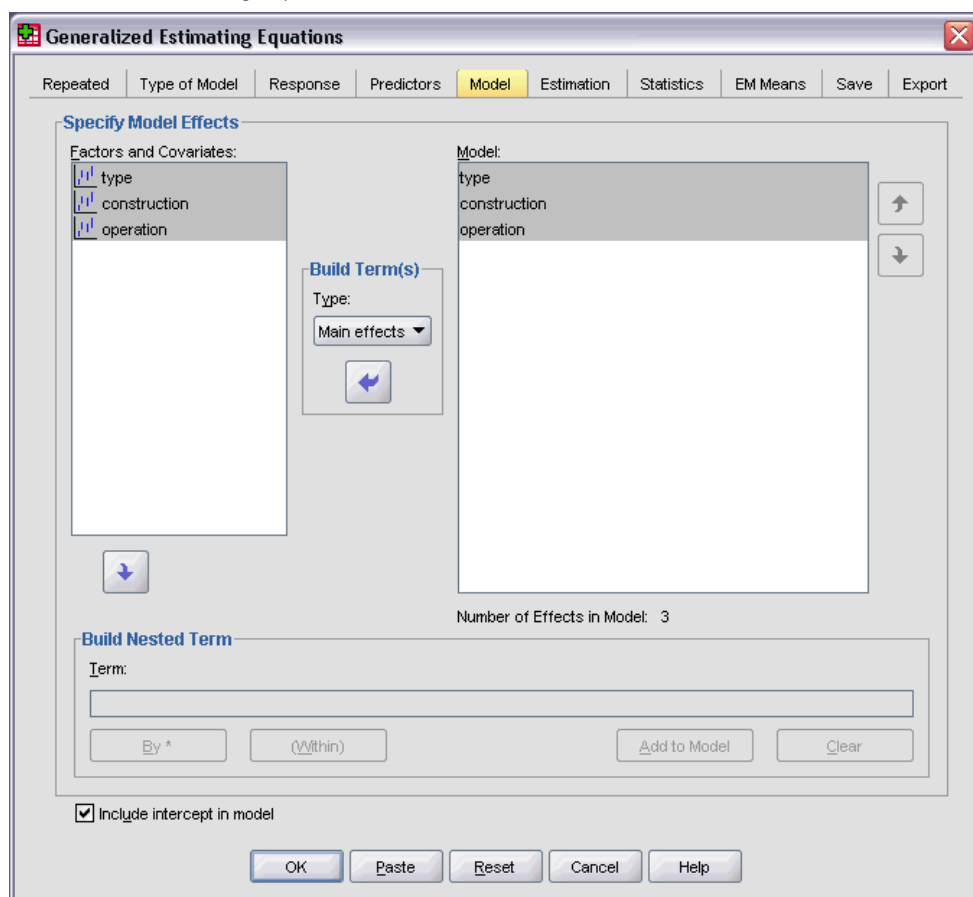 Generalized Estimating Equations
Repeated Type of Model Response Predictors Model Estimation Statistics EM Means Save Export
Specify Model Effects
Factors and Covariates:
type
construction
operation
Build Term(s)
Type:
Main effects
Model:
type
construction
operation
Number of Effects in Model: 3
Build Nested Term
Term:
By * (Within) Add to Model Clear
Include intercept in model
OK Paste Reset Cancel Help